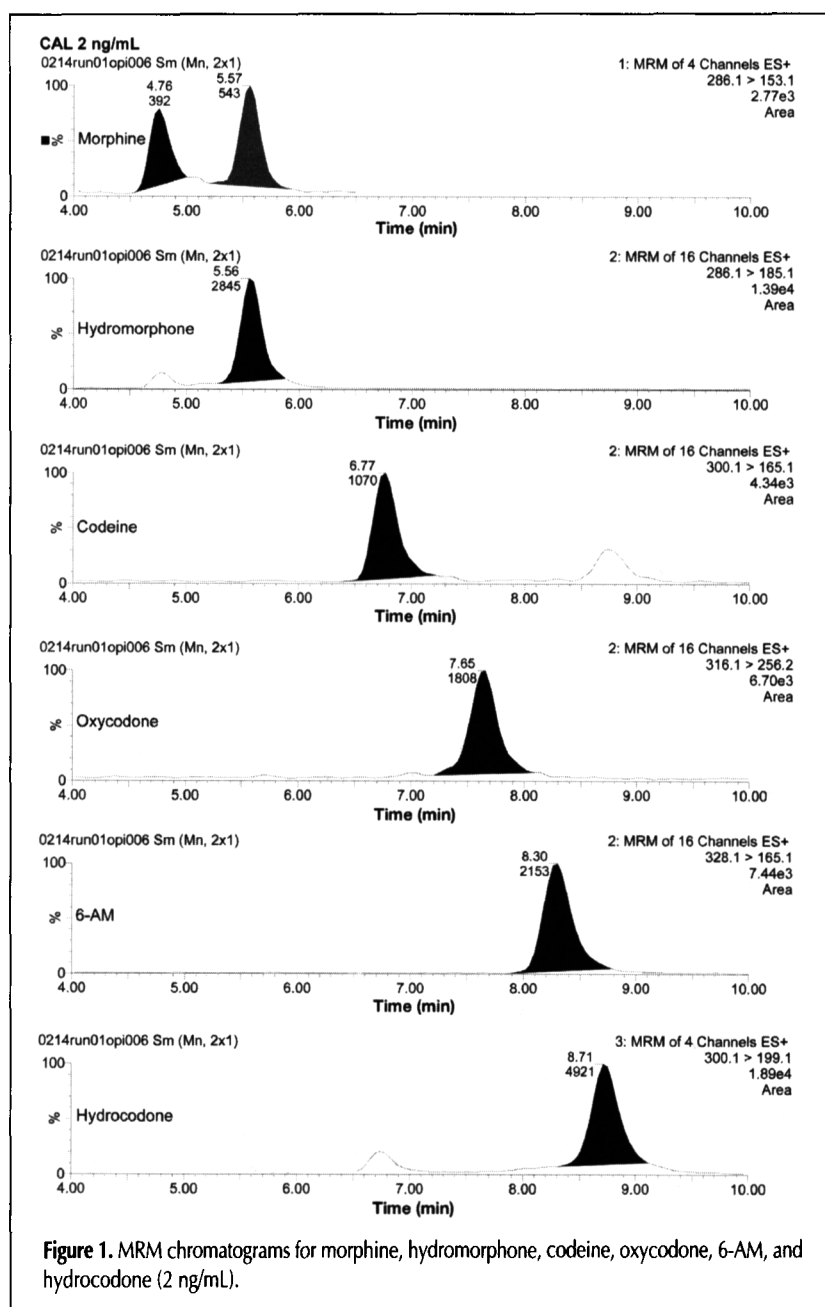 CAL 2 ng/mL
0214run01opi006 Sm (Mn, 2x1)
1: MRM of 4 Channels ES+
286.1 > 153.1
2.77e3
Area
4.76
392
5.57
543
100
%
Morphine
0
4.00 5.00 6.00 7.00 8.00 9.00 10.00
Time (min)
0214run01opi006 Sm (Mn, 2x1)
2: MRM of 16 Channels ES+
286.1 > 185.1
1.39e4
Area
5.56
2845
100
%
Hydromorphone
0
4.00 5.00 6.00 7.00 8.00 9.00 10.00
Time (min)
0214run01opi006 Sm (Mn, 2x1)
2: MRM of 16 Channels ES+
300.1 > 165.1
4.34e3
Area
6.77
1070
100
%
Codeine
0
4.00 5.00 6.00 7.00 8.00 9.00 10.00
Time (min)
0214run01opi006 Sm (Mn, 2x1)
2: MRM of 16 Channels ES+
316.1 > 256.2
6.70e3
Area
7.65
1808
100
%
Oxycodone
0
4.00 5.00 6.00 7.00 8.00 9.00 10.00
Time (min)
0214run01opi006 Sm (Mn, 2x1)
2: MRM of 16 Channels ES+
328.1 > 165.1
7.44e3
Area
8.30
2153
100
%
6-AM
0
4.00 5.00 6.00 7.00 8.00 9.00 10.00
Time (min)
0214run01opi006 Sm (Mn, 2x1)
3: MRM of 4 Channels ES+
300.1 > 199.1
1.89e4
Area
8.71
4921
100
%
Hydrocodone
0
4.00 5.00 6.00 7.00 8.00 9.00 10.00
Time (min)
Figure 1. MRM chromatograms for morphine, hydromorphone, codeine, oxycodone, 6-AM, and
hydrocodone (2 ng/mL).